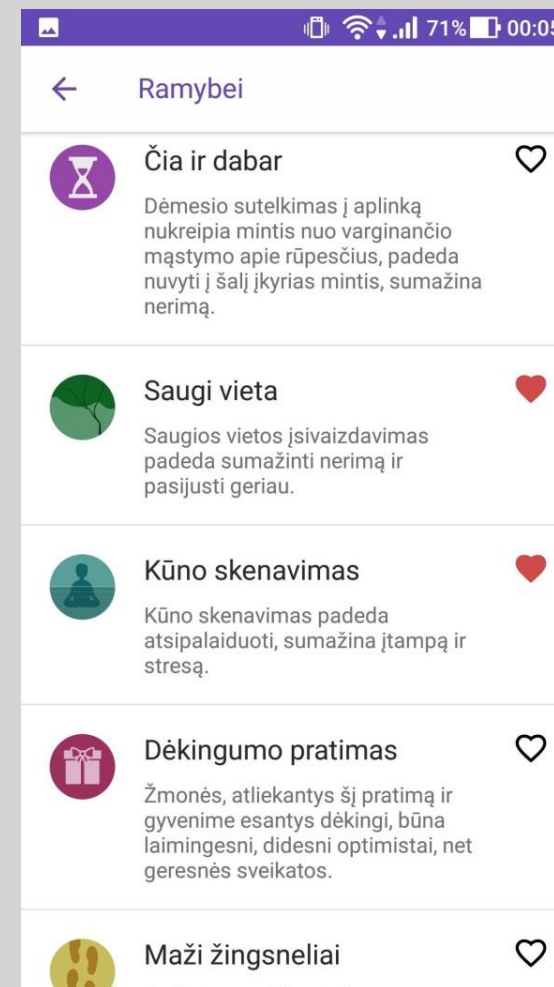 71% 00:05
Ramybei
Čia ir dabar
Dėmesio sutelkimas į aplinką
nukreipia mintis nuo varginančio
mąstymo apie rūpesčius, padeda
nuvyti į šalį įkyrias mintis, sumažina
nerimą.
Saugi vieta
Saugios vietos įsivaizdavimas
padeda sumažinti nerimą ir
pasijusti geriau.
Kūno skenavimas
Kūno skenavimas padeda
atsipalaiduoti, sumažina įtampą ir
stresą.
Dėkingumo pratimas
Žmonės, atliekantys šį pratimą ir
gyvenime esantys dėkingi, būna
laimingesni, didesni optimistai, net
geresnės sveikatos.
Maži žingsneliai